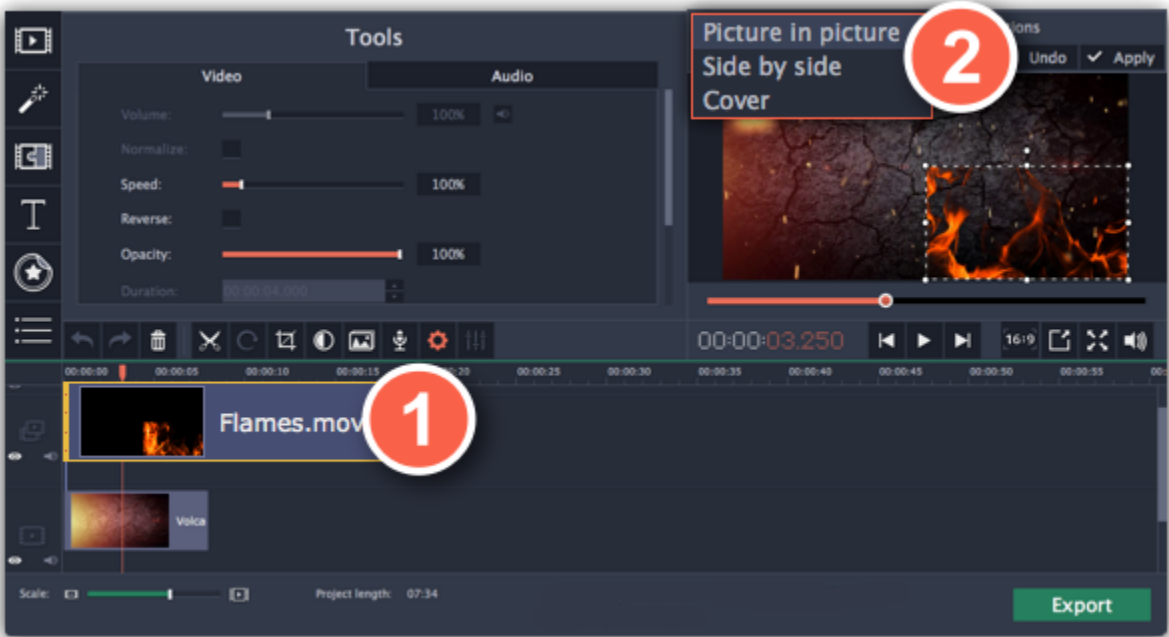 Tools
Video
Audio
Volume:
100%
Normalize:
Speed:
100%
Reverse:
Opacity:
100%
Duration:
00:00:04.000
Picture in picture
Side by side
Cover
2
Undo
Apply
T
00:00:03.250
16:9
00:00:00
00:00:05
00:00:10
00:00:15
:20
00:00:25
00:00:30
00:00:35
00:00:40
00:00:45
00:00:50
00:00:55
00:
Flames.mov
1
Volca
Scale:
Project length: 07:34
Export